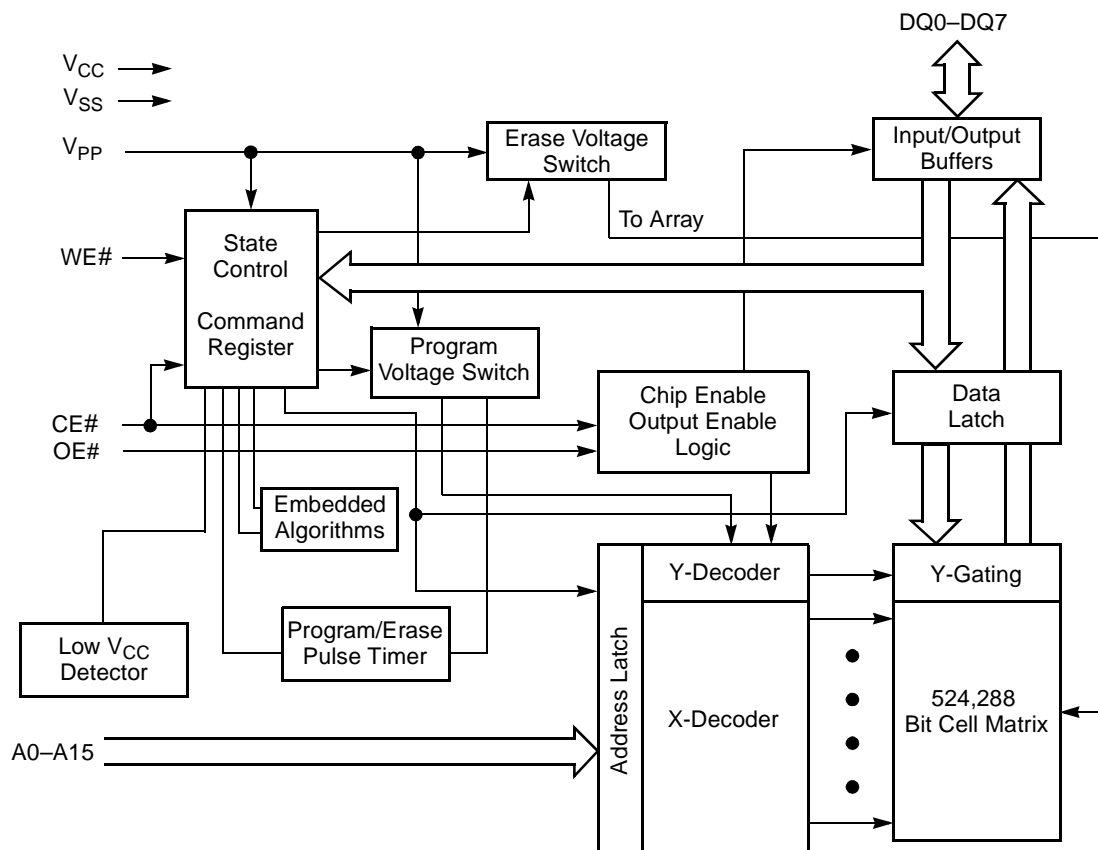 DQ0–DQ7
VCC
VSS
VPP
Erase Voltage
Switch
Input/Output
Buffers
To Array
WE#
State
Control
Command
Register
Program
Voltage Switch
CE#
OE#
Chip Enable
Output Enable
Logic
Data
Latch
Embedded
Algorithms
Y-Decoder
Y-Gating
Low VCC
Detector
Program/Erase
Pulse Timer
Address Latch
X-Decoder
524,288
Bit Cell Matrix
A0–A15